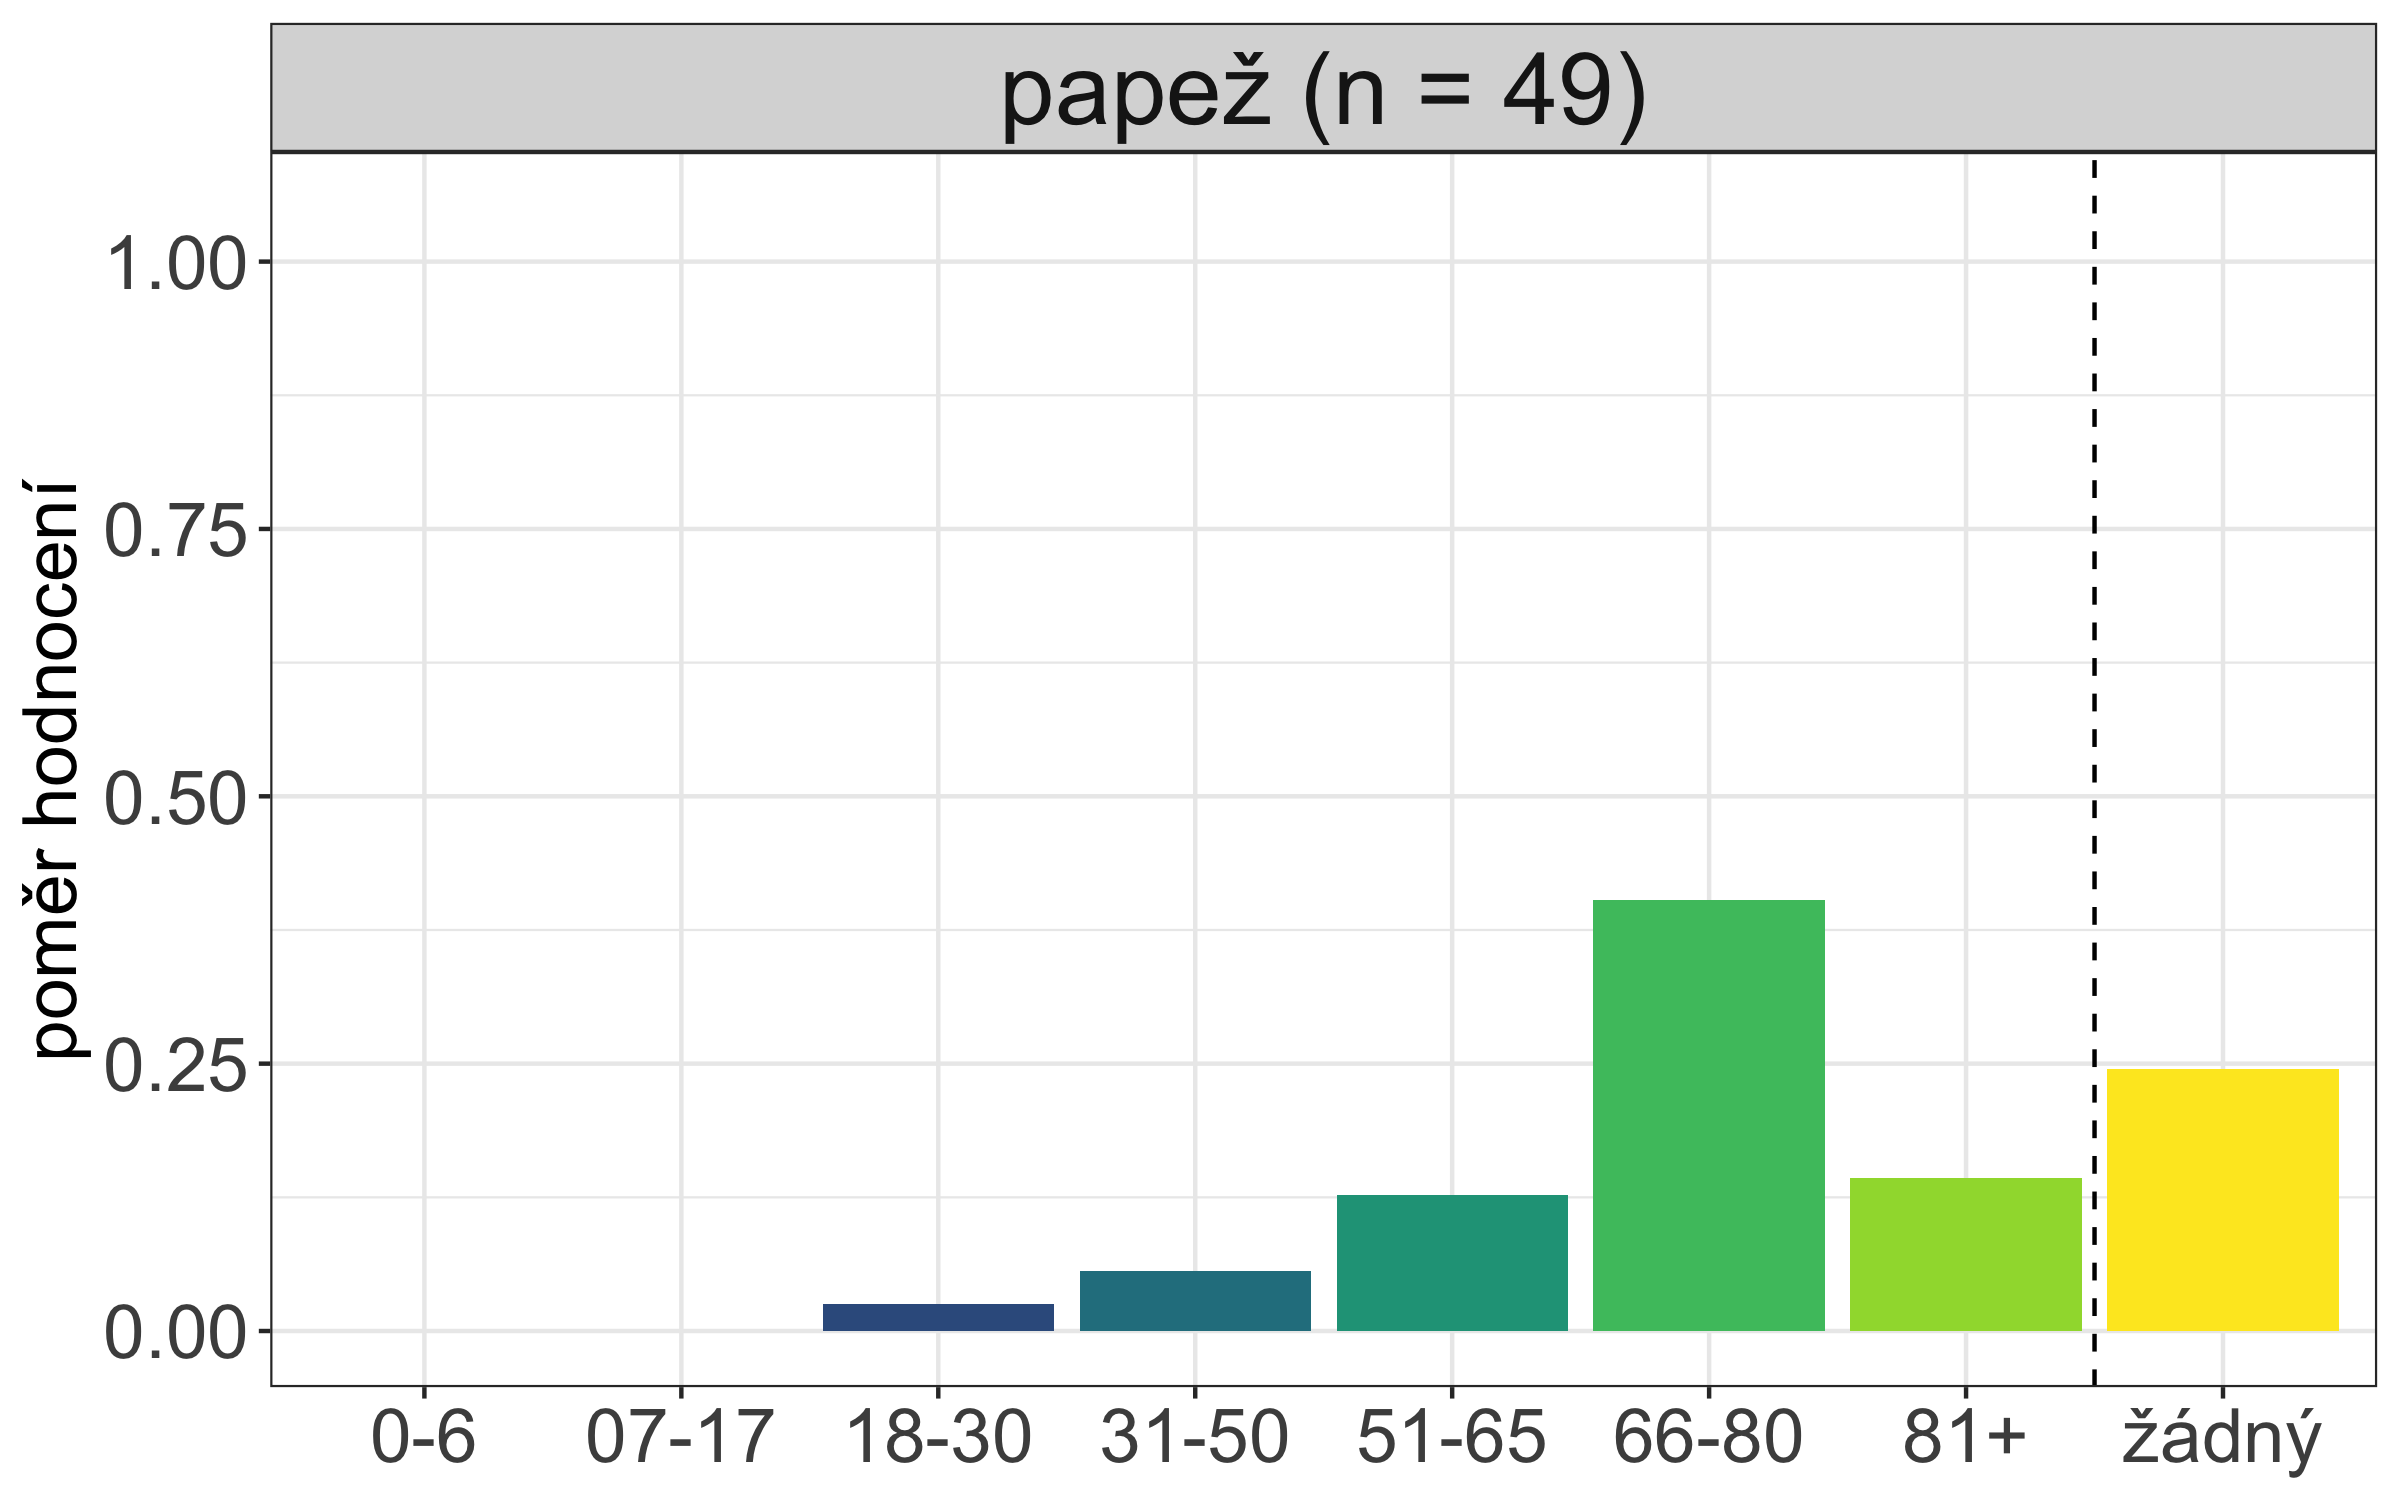 papež (n = 49)
poměr hodnocení
1.00
0.75
0.50
0.25
0.00
0-6 07-17 18-30 31-50 51-65 66-80 81+ žádný